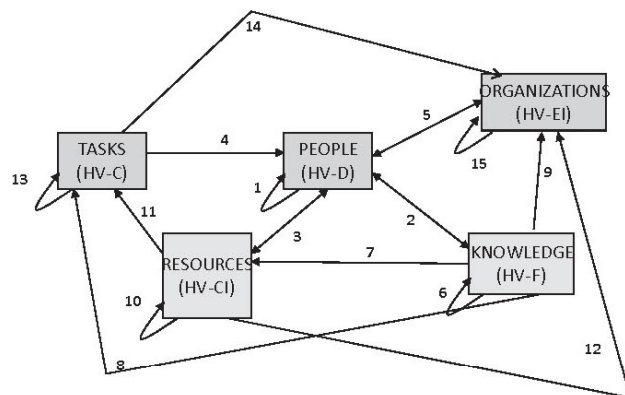 14
ORGANIZATIONS
(HV-EI)
5
TASKS
(HV-C)
4
PEOPLE
(HV-D)
15
13
1
9
11
3
2
7
RESOURCES
(HV-CI)
KNOWLEDGE
(HV-F)
10
6
8
12